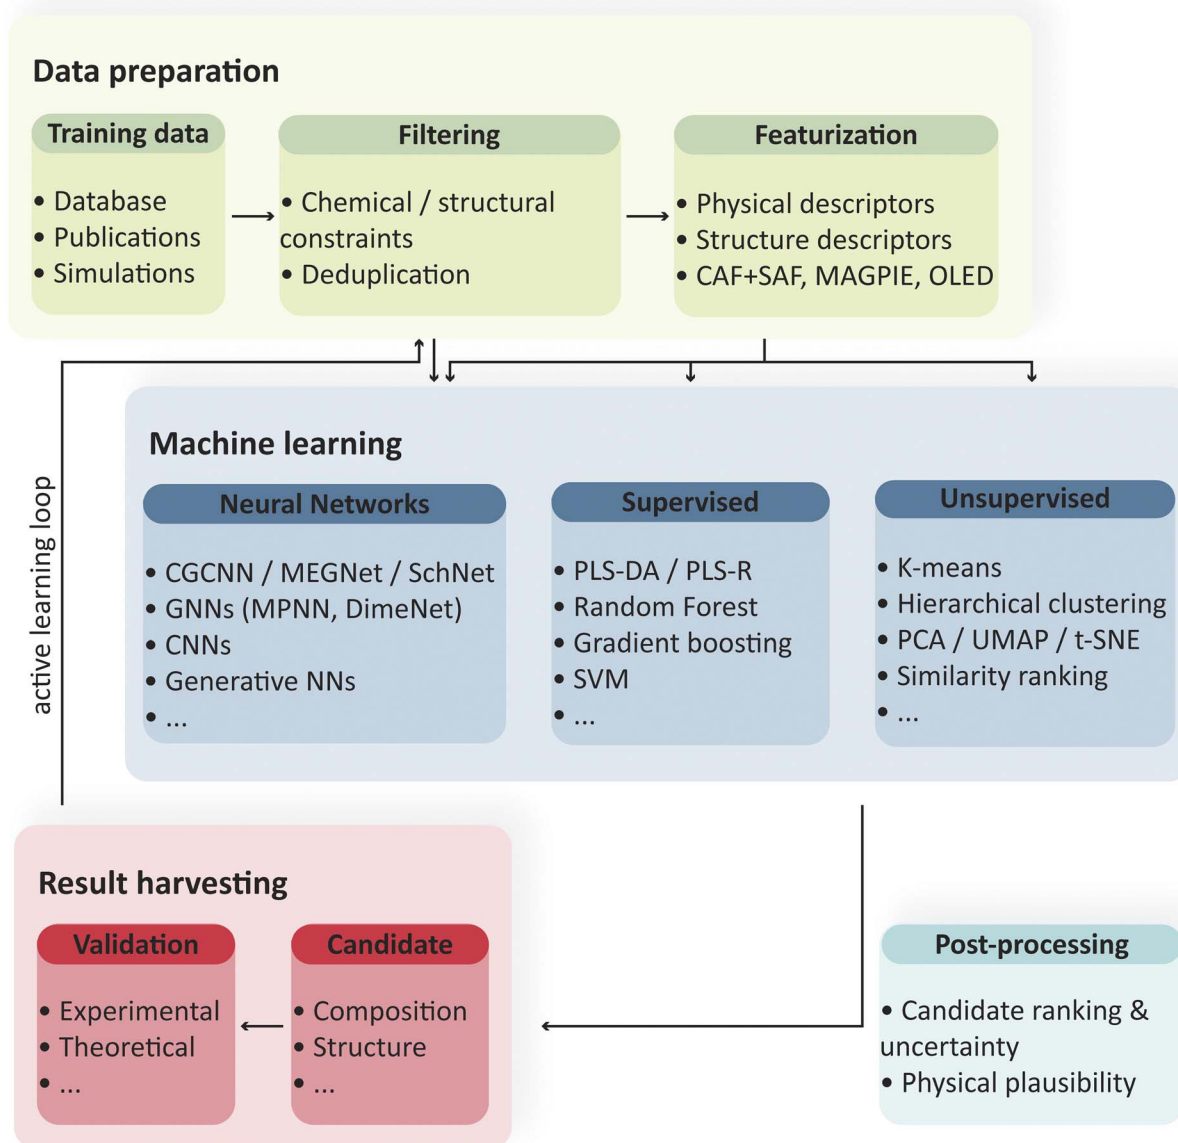 Data preparation
Training data
• Database
• Publications
• Simulations
Filtering
• Chemical / structural
constraints
• Deduplication
Featurization
• Physical descriptors
• Structure descriptors
• CAF+SAF, MAGPIE, OLED
active learning loop
Machine learning
Neural Networks
• CGCNN / MEGNet / SchNet
• GNNs (MPNN, DimeNet)
• CNNs
• Generative NNs
• ...
Supervised
• PLS-DA / PLS-R
• Random Forest
• Gradient boosting
• SVM
• ...
Unsupervised
• K-means
• Hierarchical clustering
• PCA / UMAP / t-SNE
• Similarity ranking
• ...
Result harvesting
Validation
• Experimental
• Theoretical
• ...
Candidate
• Composition
• Structure
• ...
Post-processing
• Candidate ranking &
uncertainty
• Physical plausibility